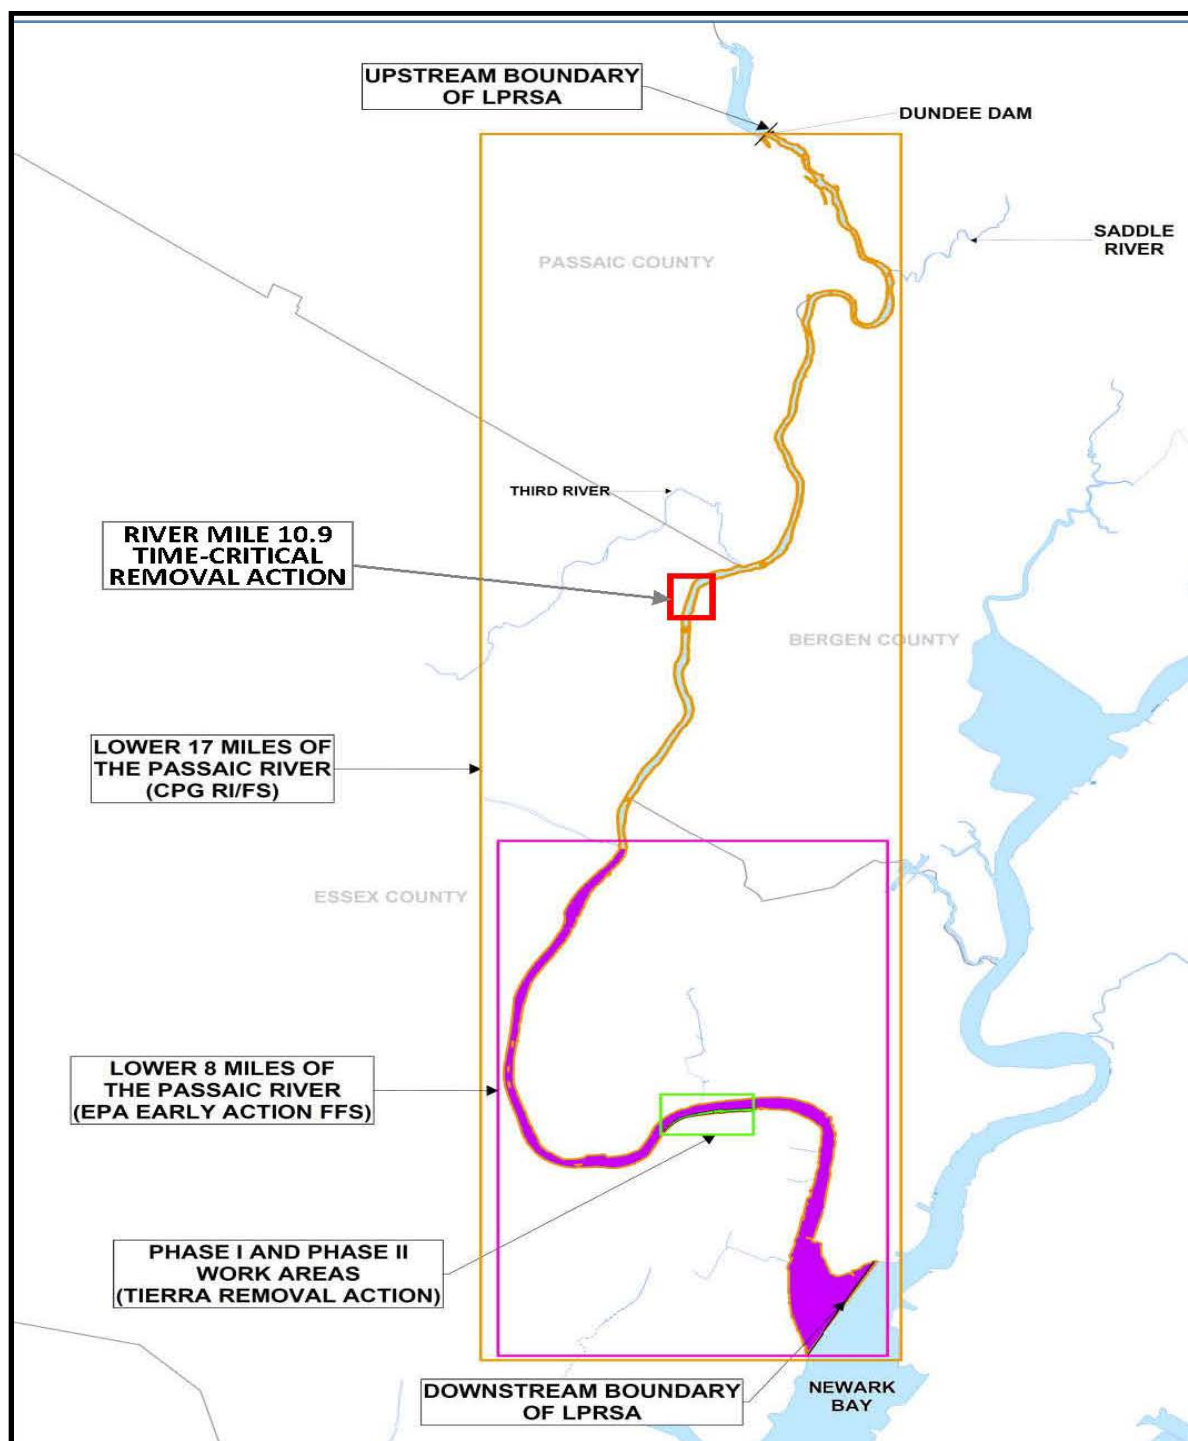 UPSTREAM BOUNDARY
OF LPRSA
DUNDEE DAM
SADDLE
RIVER
PASSAIC COUNTY
THIRD RIVER
RIVER MILE 10.9
TIME-CRITICAL
REMOVAL ACTION
BERGEN COUNTY
LOWER 17 MILES OF
THE PASSAIC RIVER
(CPG RI/FS)
ESSEX COUNTY
LOWER 8 MILES OF
THE PASSAIC RIVER
(EPA EARLY ACTION FFS)
PHASE I AND PHASE II
WORK AREAS
(TIERRA REMOVAL ACTION)
DOWNSTREAM BOUNDARY
OF LPRSA
NEWARK
BAY